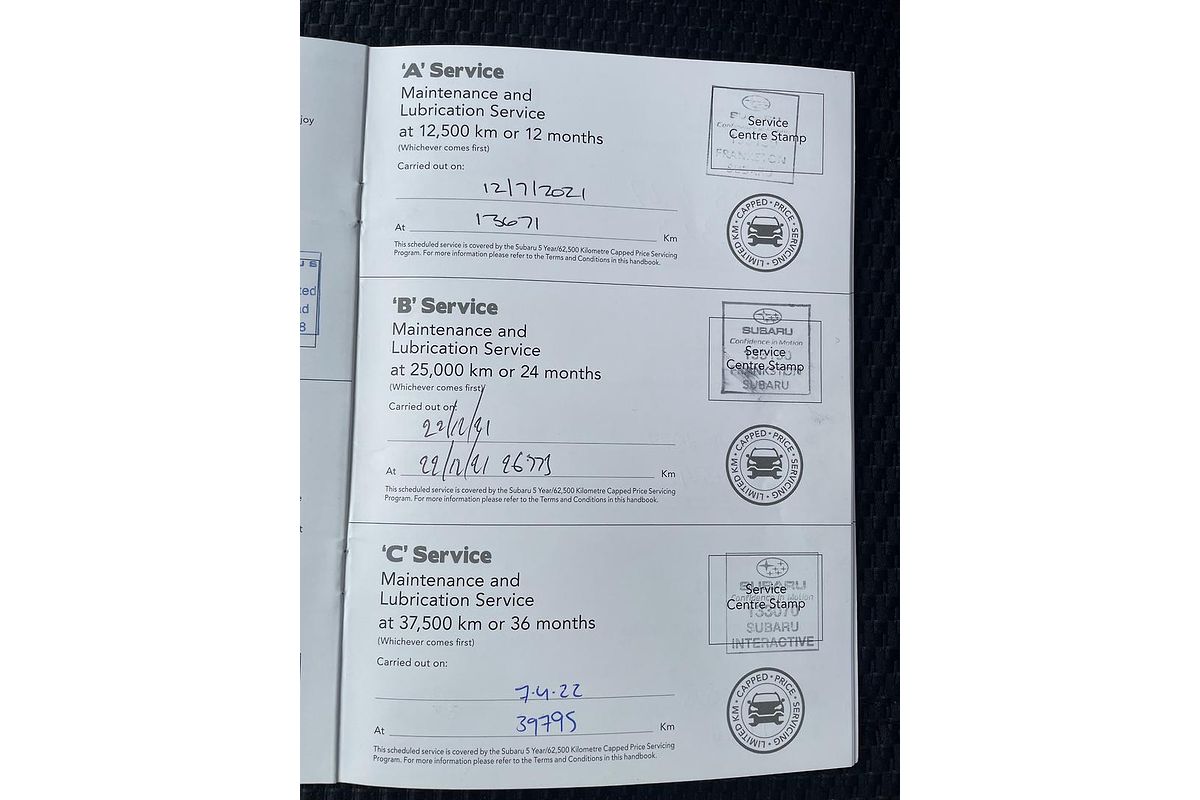 joy
'A' Service
Maintenance and
Lubrication Service
at 12,500 km or 12 months
(Whichever comes first)
Carried out on:
12/7/2021
At 13671 Km
This scheduled service is covered by the Subaru 5 Year/62,500 Kilometre Capped Price Servicing
Program. For more information please refer to the Terms and Conditions in this handbook.
Service
Centre Stamp
FRANKSTON
SUBARU
LIMITED KM • CAPPED • PRICE • SERVICING •
'B' Service
Maintenance and
Lubrication Service
at 25,000 km or 24 months
(Whichever comes first)
Carried out on:
22/12/21
At 22/12/21 26773 Km
This scheduled service is covered by the Subaru 5 Year/62,500 Kilometre Capped Price Servicing
Program. For more information please refer to the Terms and Conditions in this handbook.
SUBARU
Confidence in Motion
Service
Centre Stamp
FRANKSTON
SUBARU
LIMITED KM • CAPPED • PRICE • SERVICING •
'C' Service
Maintenance and
Lubrication Service
at 37,500 km or 36 months
(Whichever comes first)
Carried out on:
7.4.22
At 39795 Km
This scheduled service is covered by the Subaru 5 Year/62,500 Kilometre Capped Price Servicing
Program. For more information please refer to the Terms and Conditions in this handbook.
SUBARU
Confidence in Motion
Service
Centre Stamp
133070
SUBARU
INTERACTIVE
LIMITED KM • CAPPED • PRICE • SERVICING •